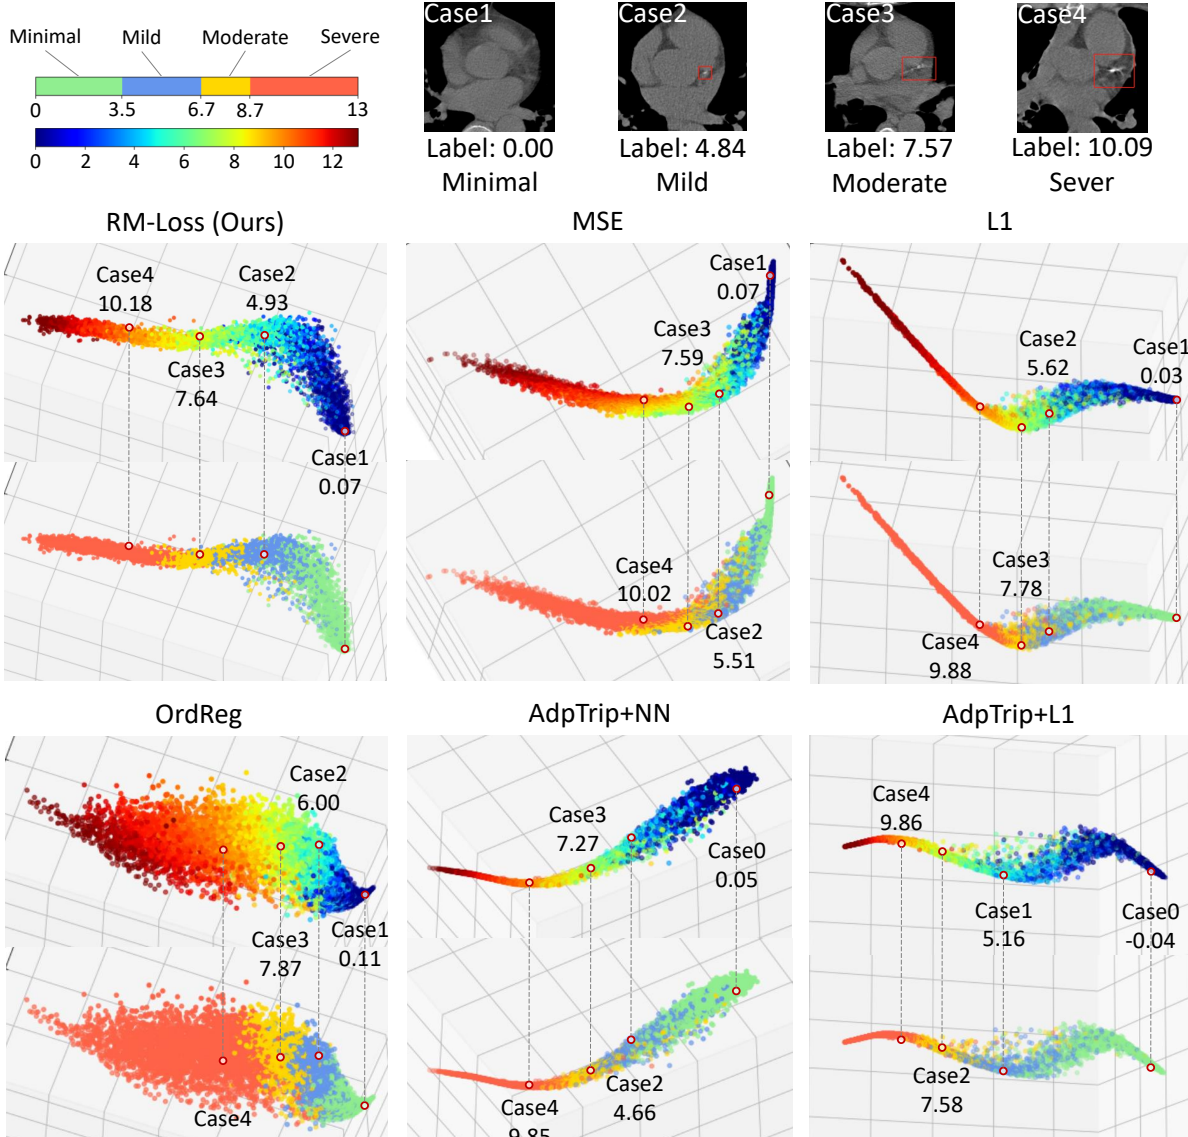 Minimal Mild Moderate Severe
0 3.5 6.7 8.7 13
0 2 4 6 8 10 12
Case1 Case2 Case3 Case4
Label: 0.00 Label: 4.84 Label: 7.57 Label: 10.09
Minimal Mild Moderate Sever
RM-Loss (Ours) MSE L1
Case4
10.18
Case2
4.93
Case3
7.64
Case1
0.07
Case1
0.07
Case3
7.59
Case4
10.02
Case2
5.51
Case2
5.62
Case1
0.03
Case3
7.78
Case4
9.88
OrdReg AdpTrip+NN AdpTrip+L1
Case2
6.00
Case3
7.87
Case1
0.11
Case4
Case3
7.27
Case0
0.05
Case2
4.66
Case4
9.85
Case4
9.86
Case1
5.16
Case0
-0.04
Case2
7.58